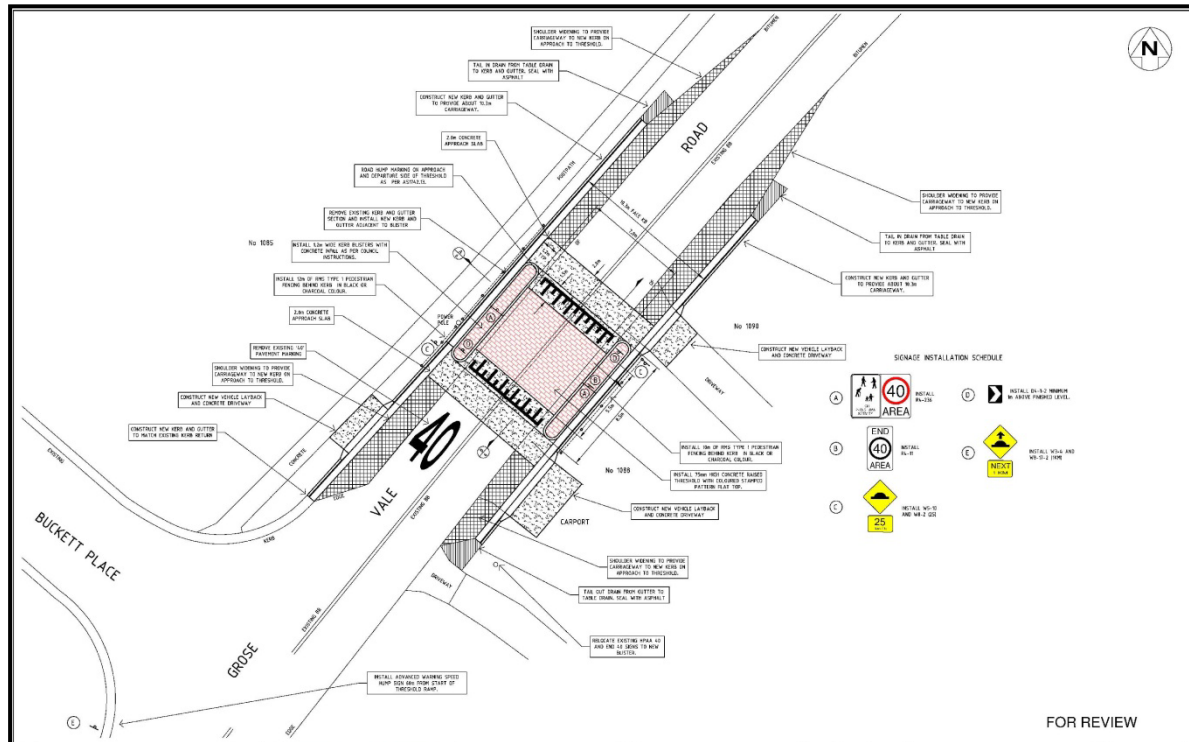 SHOULDER WIDENING TO PROVIDE
CARRIAGEWAY TO NEW KERB ON
APPROACH TO THRESHOLD.
BITUMEN
BITUMEN
N
TAIL IN DRAIN FROM TABLE DRAIN
TO KERB AND GUTTER. SEAL WITH
ASPHALT
CONSTRUCT NEW KERB AND GUTTER
TO PROVIDE ABOUT 10.3m
CARRIAGEWAY.
2.0m CONCRETE
APPROACH SLAB
ROAD
EXISTING BB
FOOTPATH
ROAD HUMP MARKING ON APPROACH
AND DEPARTURE SIDE OF THRESHOLD
AS PER
SHOULDER WIDENING TO PROVIDE
CARRIAGEWAY TO NEW KERB ON
APPROACH TO THRESHOLD.
REMOVE EXISTING KERB AND GUTTER
SECTION AND INSTALL NEW KERB AND
GUTTER ADJACENT TO BLISTER
No 1095
INSTALL 1.2m WIDE KERB BLISTERS WITH
CONCRETE INFILL AS PER COUNCIL
INSTRUCTIONS.
TAIL IN DRAIN FROM TABLE DRAIN
TO KERB AND GUTTER. SEAL WITH
ASPHALT
INSTALL 12m OF RMS TYPE 1 PEDESTRIAN
FENCING BEHIND KERB IN BLACK OR
CHARCOAL COLOUR.
CONSTRUCT NEW KERB AND GUTTER
TO PROVIDE ABOUT 10.3m
CARRIAGEWAY.
2.0m CONCRETE
APPROACH SLAB
POWER
POLE
No 1090
REMOVE EXISTING '40'
PAVEMENT MARKING
CONSTRUCT NEW VEHICLE LAYBACK
AND CONCRETE DRIVEWAY
SHOULDER WIDENING TO PROVIDE
CARRIAGEWAY TO NEW KERB ON
APPROACH TO THRESHOLD.
DRIVEWAY
SIGNAGE INSTALLATION SCHEDULE
CONSTRUCT NEW VEHICLE LAYBACK
AND CONCRETE DRIVEWAY
A
40
AREA
INSTALL
R4-236
D
INSTALL D4-1-2 MINIMUM
ABOVE FINISHED LEVEL.
CONSTRUCT NEW KERB AND GUTTER
TO MATCH EXISTING KERB RETURN
B
END
40
AREA
INSTALL
R4-11
E
NEXT
INSTALL W3-4 AND
C
25
INSTALL W5-10
AND W8-2 (25)
40
INSTALL 10m OF RMS TYPE 1 PEDESTRIAN
FENCING BEHIND KERB IN BLACK OR
CHARCOAL COLOUR.
No 1088
INSTALL 75mm HIGH CONCRETE RAISED
THRESHOLD WITH COLOURED STAMPED
PATTERN FLAT TOP.
EXISTING
CONCRETE
EDGE
VALE
EXISTING BB
CONSTRUCT NEW VEHICLE LAYBACK
AND CONCRETE DRIVEWAY
CARPORT
KERB
BUCKETT PLACE
SHOULDER WIDENING TO PROVIDE
CARRIAGEWAY TO NEW KERB ON
APPROACH TO THRESHOLD.
DRIVEWAY
TAIL OUT DRAIN FROM GUTTER TO
TABLE DRAIN. SEAL WITH ASPHALT
EXISTING BB
RELOCATE EXISTING HPAA 40
AND END 40 SIGNS TO NEW
BLISTER.
GROSE
INSTALL ADVANCED WARNING SPEED
HUMP SIGN 60m FROM START OF
THRESHOLD RAMP.
E
EDGE
FOR REVIEW